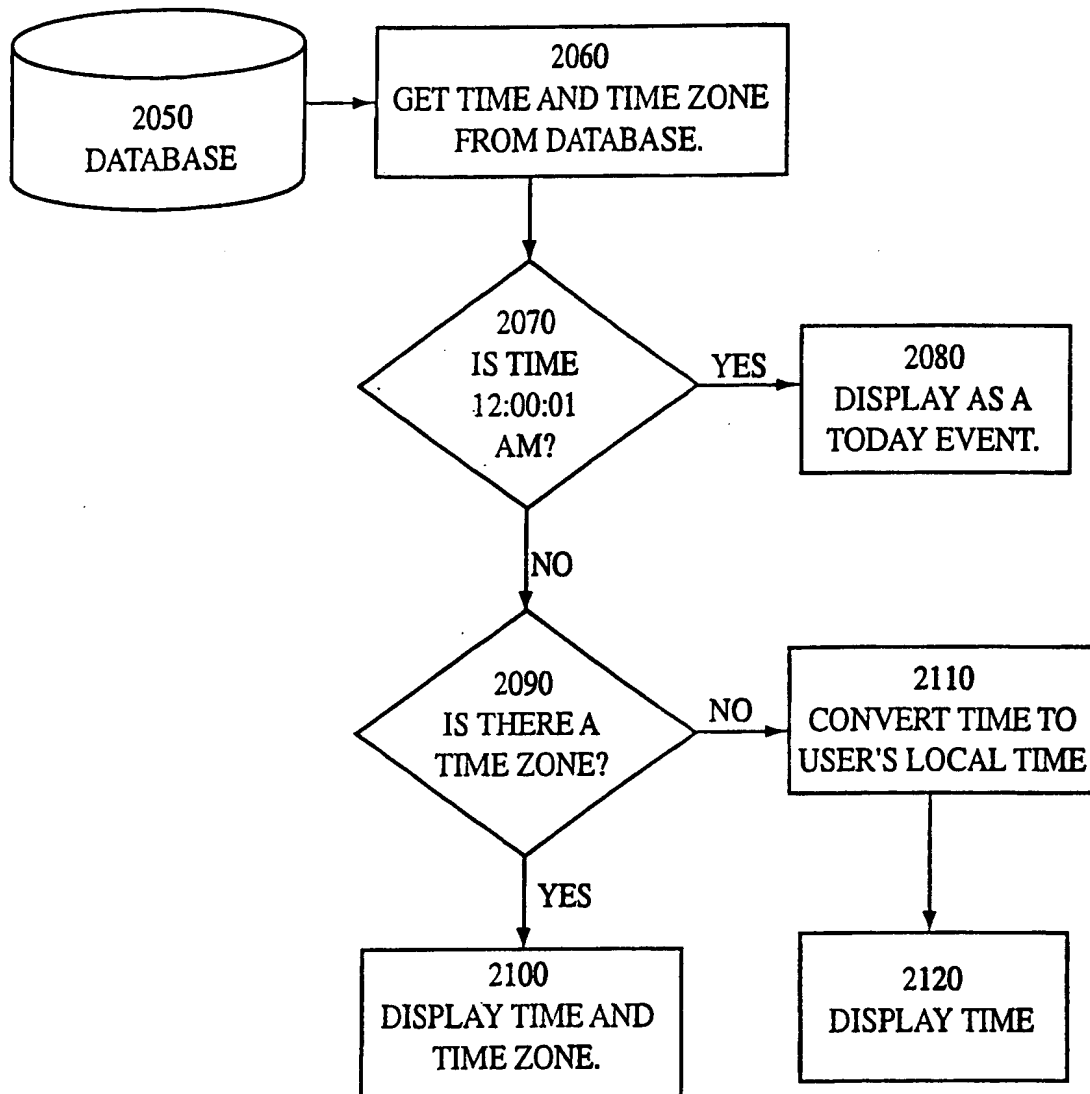 2050
DATABASE
2060
GET TIME AND TIME ZONE
FROM DATABASE.
2070
IS TIME
12:00:01
AM?
YES
2080
DISPLAY AS A
TODAY EVENT.
NO
2090
IS THERE A
TIME ZONE?
NO
2110
CONVERT TIME TO
USER'S LOCAL TIME
YES
2100
DISPLAY TIME AND
TIME ZONE.
2120
DISPLAY TIME